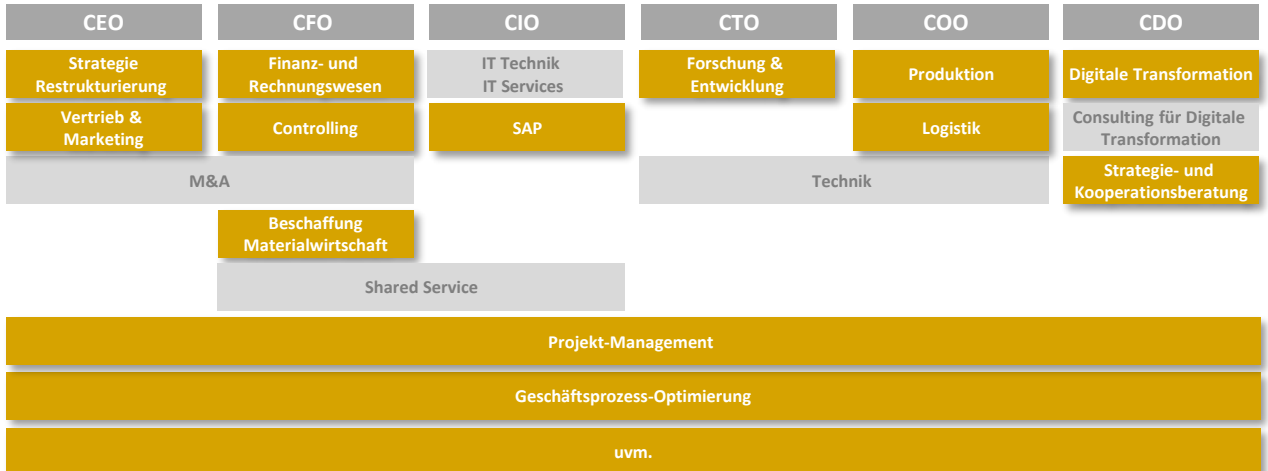 CEO
CFO
CIO
CTO
COO
CDO
Strategie
Restrukturierung
Finanz- und
Rechnungswesen
IT Technik
IT Services
Forschung &
Entwicklung
Produktion
Digitale Transformation
Vertrieb &
Marketing
Controlling
SAP
Logistik
Consulting für Digitale
Transformation
M&A
Technik
Strategie- und
Kooperationsberatung
Beschaffung
Materialwirtschaft
Shared Service
Projekt-Management
Geschäftsprozess-Optimierung
uvm.